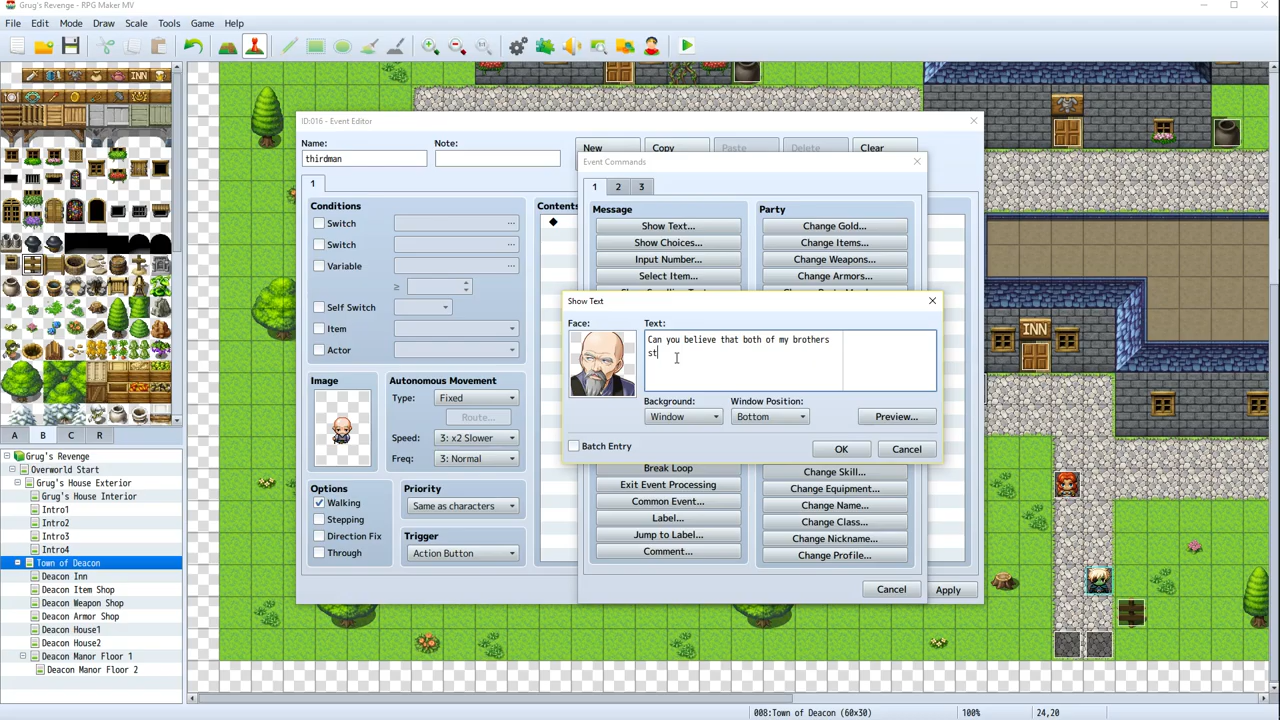 Grug's Revenge - RPG Maker MV
File Edit Mode Draw Scale Tools Game Help
INN
ID:016 - Event Editor
Name:
thirdman
Note:
New
Copy
Paste
Delete
Clear
1
Conditions
Switch
...
Switch
...
Variable
...
≥
Self Switch
Item
Actor
Image
Autonomous Movement
Type: Fixed
Route...
Speed: 3: x2 Slower
Freq: 3: Normal
Options
Walking
Stepping
Direction Fix
Through
Priority
Same as characters
Trigger
Action Button
Contents
Apply
Event Commands
1 2 3
Message
Show Text...
Show Choices...
Input Number...
Select Item...
Party
Change Gold...
Change Items...
Change Weapons...
Change Armors...
Show Text
Face:
Text:
Can you believe that both of my brothers
st
Background:
Window
Window Position:
Bottom
Preview...
Batch Entry
OK
Cancel
Break Loop
Exit Event Processing
Common Event...
Label...
Jump to Label...
Comment...
Change Skill...
Change Equipment...
Change Name...
Change Class...
Change Nickname...
Change Profile...
Cancel
INN
A B C R
Grug's Revenge
Overworld Start
Grug's House Exterior
Grug's House Interior
Intro1
Intro2
Intro3
Intro4
Town of Deacon
Deacon Inn
Deacon Item Shop
Deacon Weapon Shop
Deacon Armor Shop
Deacon House1
Deacon House2
Deacon Manor Floor 1
Deacon Manor Floor 2
008:Town of Deacon (60x30)
100%
24,20